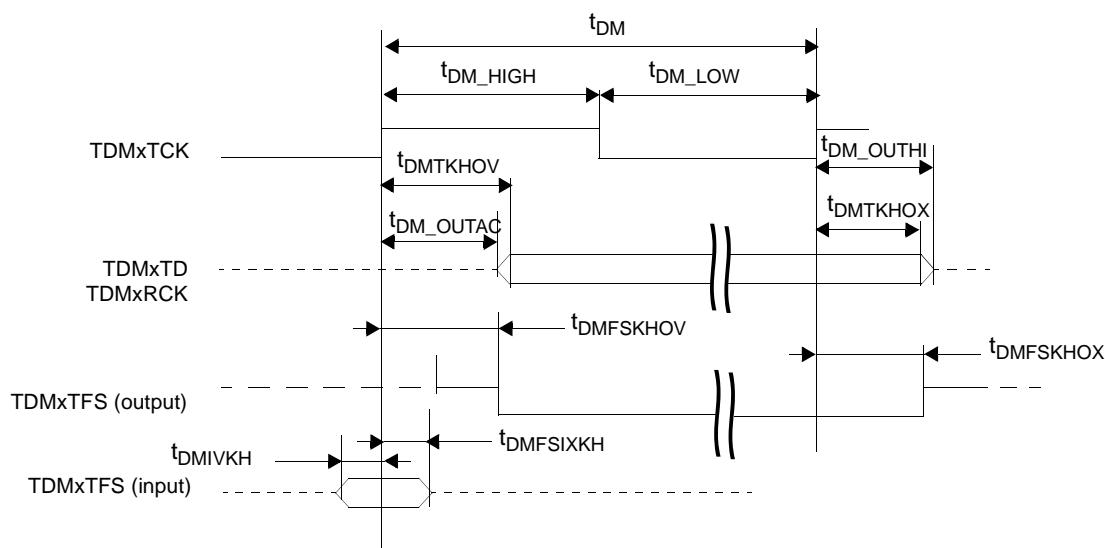 tDM
tDM_HIGH
tDM_LOW
TDMxTCK
tDMTKHOV
tDM_OUTHI
tDM_OUTAC
tDMTKHOX
TDMxTD
TDMxRCK
tDMFSKHOV
tDMFSKHOX
TDMxTFS (output)
tDMIVKH
tDMFSIXKH
TDMxTFS (input)